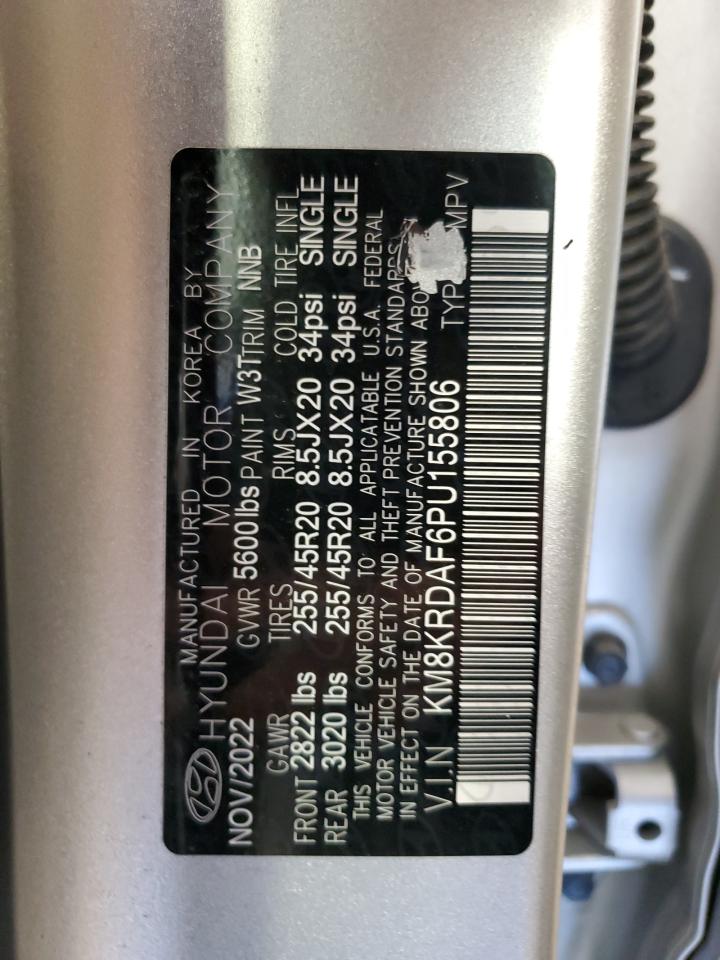 MANUFACTURED IN KOREA BY
HYUNDAI MOTOR COMPANY
NOV/2022 GVWR 5600lbs PAINT W3T TRIM NNB
GAWR TIRES RIMS COLD TIRE INFL
FRONT 2822 lbs 255/45R20 8.5JX20 34psi SINGLE
REAR 3020 lbs 255/45R20 8.5JX20 34psi SINGLE
THIS VEHICLE CONFORMS TO ALL APPLICATABLE U.S.A. FEDERAL
MOTOR VEHICLE SAFETY AND THEFT PREVENTION STANDARDS
IN EFFECT ON THE DATE OF MANUFACTURE SHOWN ABO
V.I.N KM8KRDAF6PU155806 TYP MPV